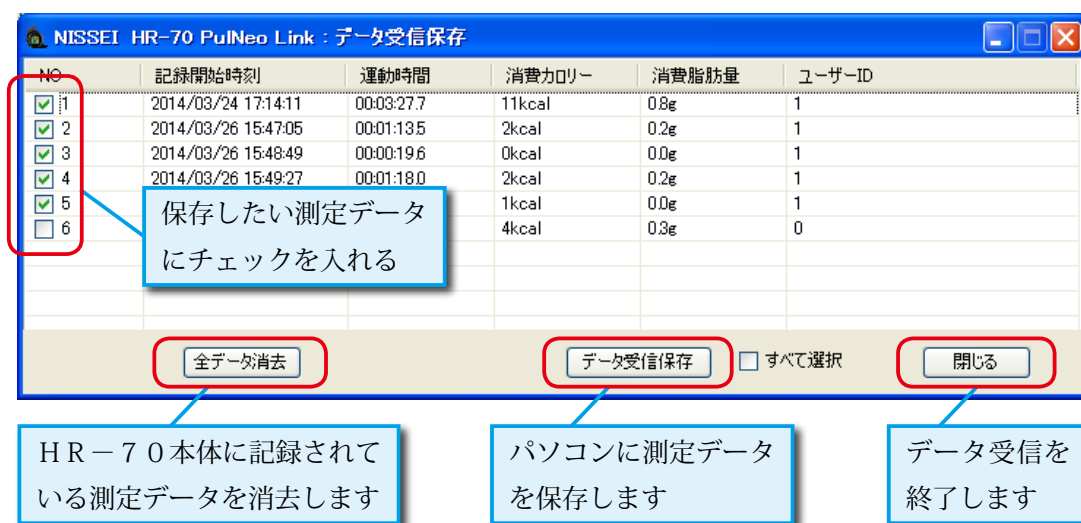 NISSEI HR-70 PulNeo Link：データ受信保存
NO 記録開始時刻 運動時間 消費カロリー 消費脂肪量 ユーザーID
1 2014/03/24 17:14:11 00:03:27.7 11kcal 0.8g 1
2 2014/03/26 15:47:05 00:01:13.5 2kcal 0.2g 1
3 2014/03/26 15:48:49 00:00:19.6 0kcal 0.0g 1
4 2014/03/26 15:49:27 00:01:18.0 2kcal 0.2g 1
5 1kcal 0.0g 1
6 4kcal 0.3g 0
保存したい測定データ
にチェックを入れる
全データ消去 データ受信保存 すべて選択 閉じる
ＨＲ－７０本体に記録されて
いる測定データを消去します
パソコンに測定データ
を保存します
データ受信を
終了します